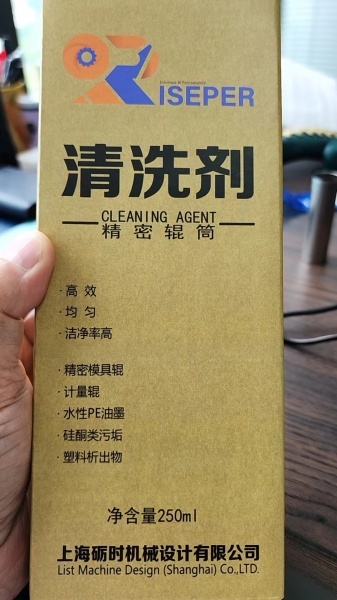 RISEPER
清洗剂
CLEANING AGENT
精密辊筒
·高效
·均匀
·洁净率高
·精密模具辊
·计量辊
·水性PE油墨
·硅酮类污垢
·塑料析出物
净含量250ml
上海砺时机械设计有限公司
List Machine Design (Shanghai) Co.,LTD.